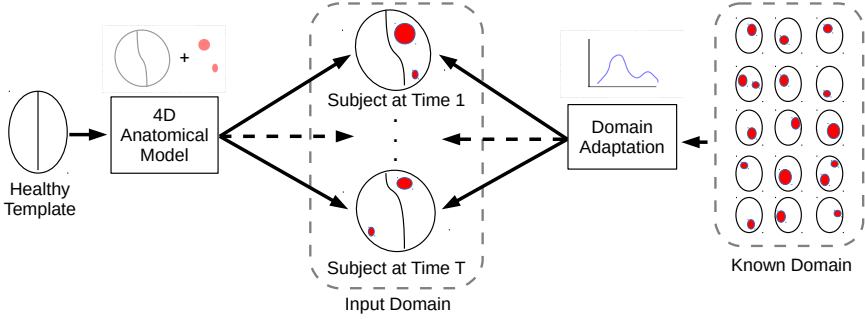 +
Healthy
Template
4D
Anatomical
Model
Subject at Time 1
Subject at Time T
Input Domain
Domain
Adaptation
Known Domain